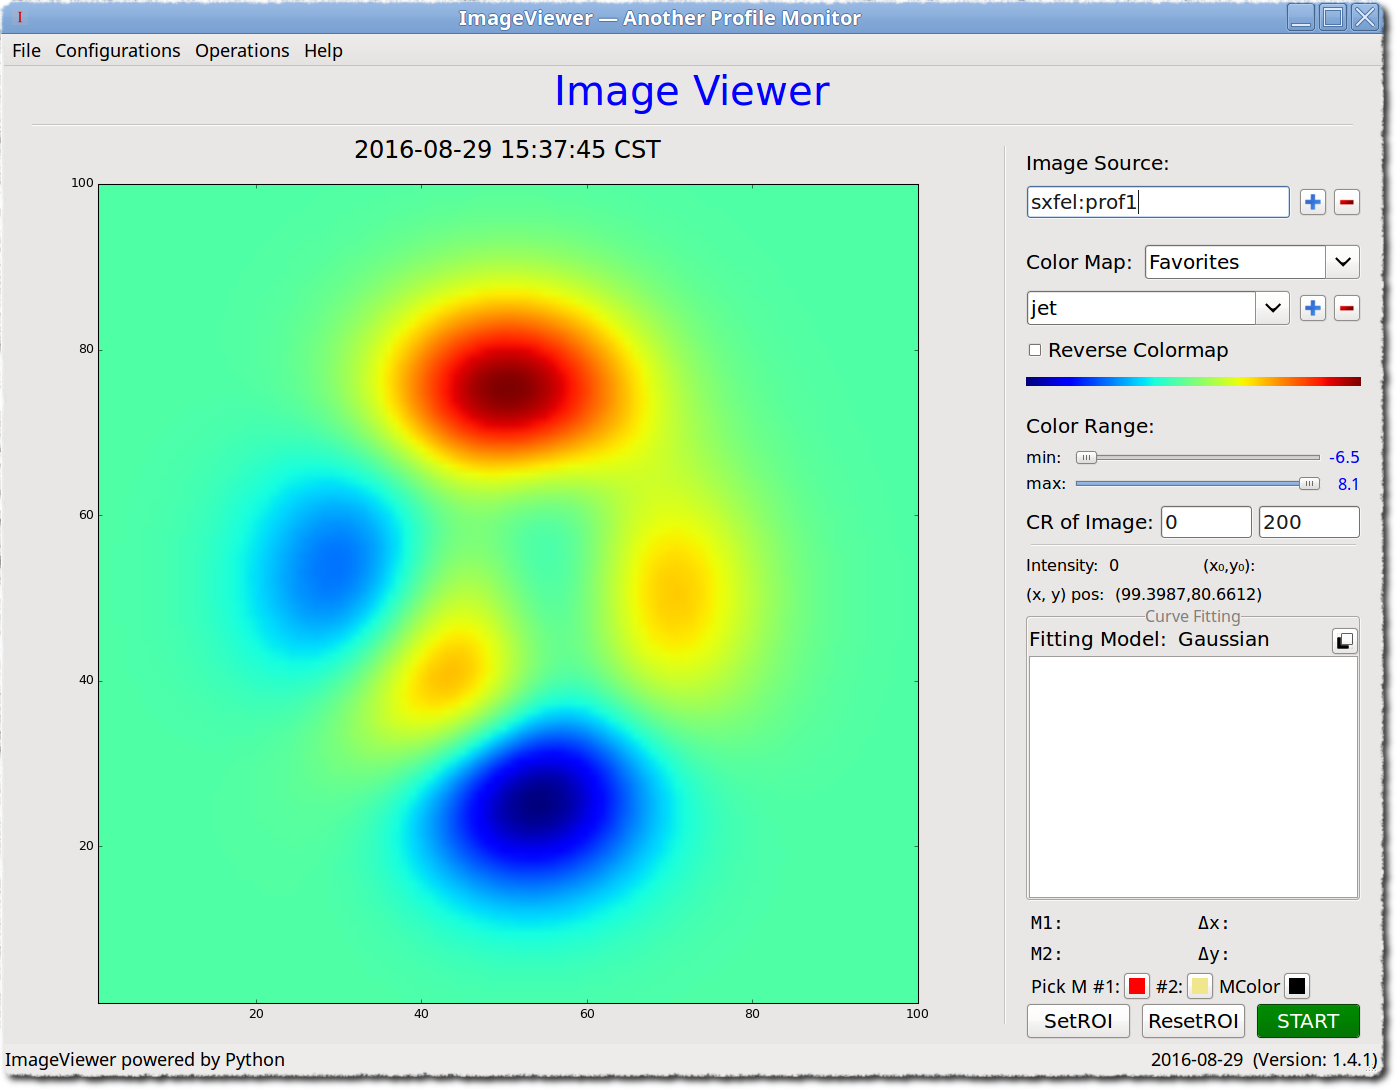 I ImageViewer — Another Profile Monitor
File Configurations Operations Help
Image Viewer
2016-08-29 15:37:45 CST
100
80
60
40
20
20 40 60 80 100
Image Source:
sxfel:prof1
Color Map: Favorites
jet
Reverse Colormap
Color Range:
min: -6.5
max: 8.1
CR of Image: 0 200
Intensity: 0 (x₀,y₀):
(x, y) pos: (99.3987,80.6612)
Curve Fitting
Fitting Model: Gaussian
M1: Δx:
M2: Δy:
Pick M #1: #2: MColor
SetROI ResetROI START
ImageViewer powered by Python 2016-08-29 (Version: 1.4.1)